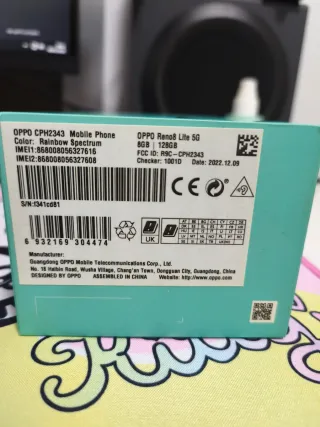 OPPO CPH2343 Mobile Phone
Color: Rainbow Spectrum
IMEI1:868008056327616
IMEI2:868008056327608
OPPO Reno8 Lite 5G
8GB | 128GB
FCC ID: R9C-CPH2343
Checker: 1001D Date: 2022.12.09
S/N:f341cd81
CE
6 932169 304474
UK
Manufacturer:
Guangdong OPPO Mobile Telecommunications Corp., Ltd.
No. 18 Haibin Road, Wusha Village, Chang'an Town, Dongguan City, Guangdong, China
DESIGNED BY OPPO ASSEMBLED IN CHINA Website: http://www.oppo.com